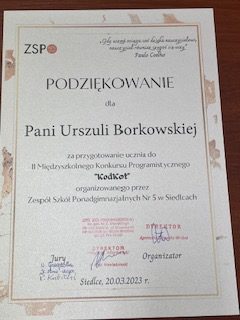 ZSP
Paulo Coelho
PODZIĘKOWANIE
dla
Pani Urszuli Borkowskiej
za przygotowanie ucznia do
II Międzyszkolnego Konkursu Programistycznego
"KodKot"
organizowanego przez
Zespół Szkół Ponadgimnazjalnych Nr 5 w Siedlcach
DYREKTOR
DYREKTOR
Jury
Organizator
Siedlce, 20.03.2023 r.